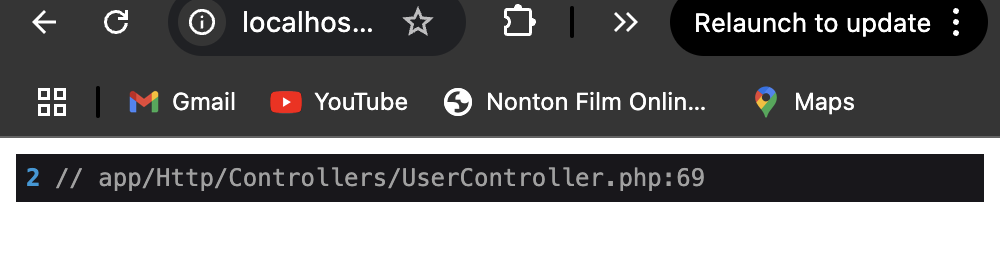 localhos... Relaunch to update
Gmail YouTube Nonton Film Onlin... Maps
2 // app/Http/Controllers/UserController.php:69